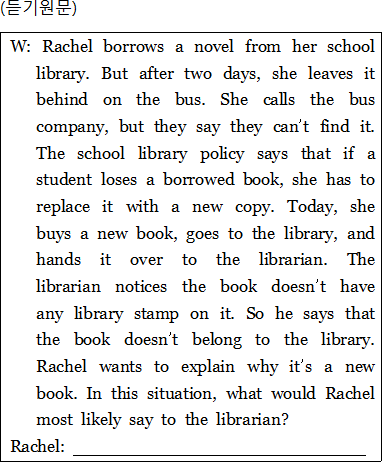 (듣기원문)
W: Rachel borrows a novel from her school
library. But after two days, she leaves it
behind on the bus. She calls the bus
company, but they say they can't find it.
The school library policy says that if a
student loses a borrowed book, she has to
replace it with a new copy. Today, she
buys a new book, goes to the library, and
hands it over to the librarian. The
librarian notices the book doesn't have
any library stamp on it. So he says that
the book doesn't belong to the library.
Rachel wants to explain why it's a new
book. In this situation, what would Rachel
most likely say to the librarian?
Rachel: